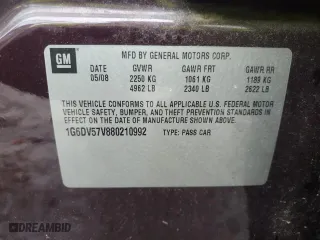 GM
MFD BY GENERAL MOTORS CORP.
DATE GVWR GAWR FRT GAWR RR
05/08 2250 KG 1061 KG 1189 KG
4962 LB 2340 LB 2622 LB
THIS VEHICLE CONFORMS TO ALL APPLICABLE U.S. FEDERAL MOTOR
VEHICLE SAFETY, BUMPER, AND THEFT PREVENTION STANDARDS
IN EFFECT ON THE DATE OF MANUFACTURE SHOWN ABOVE.
1G6DV57V880210992 TYPE: PASS CAR